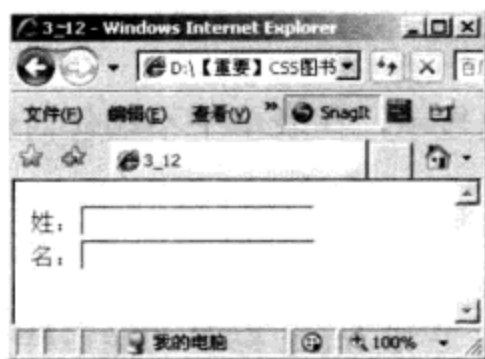 3_12 - Windows Internet Explorer
D:\【重要】CSS图书
文件(F) 编辑(E) 查看(V) » SnagIt
3_12
姓：
名：
我的电脑 100%